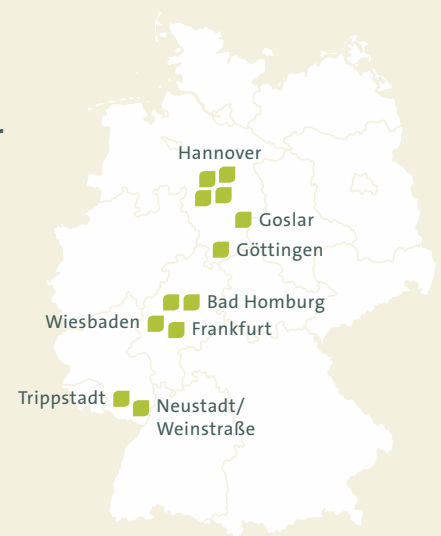 Hannover
Goslar
Göttingen
Bad Homburg
Wiesbaden
Frankfurt
Trippstadt
Neustadt/
Weinstraße